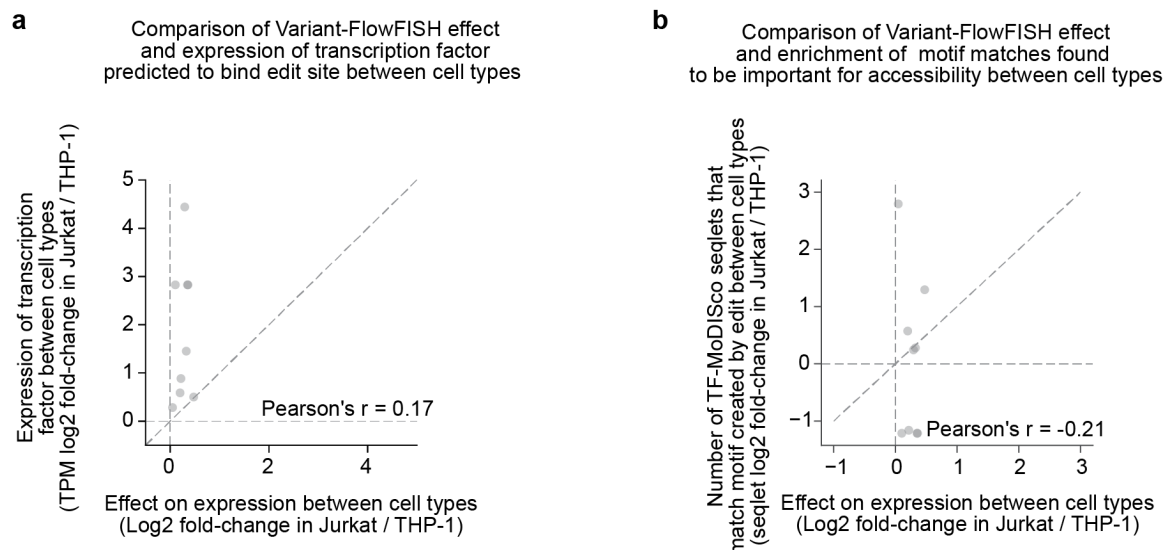 a
Comparison of Variant-FlowFISH effect
and expression of transcription factor
predicted to bind edit site between cell types
Expression of transcription
factor between cell types
(TPM log2 fold-change in Jurkat / THP-1)
5
4
3
2
1
0
Pearson's r = 0.17
0
2
4
Effect on expression between cell types
(Log2 fold-change in Jurkat / THP-1)
b
Comparison of Variant-FlowFISH effect
and enrichment of motif matches found
to be important for accessibility between cell types
Number of TF-MoDISco seqlets that
match motif created by edit between cell types
(seqlet log2 fold-change in Jurkat / THP-1)
3
2
1
0
−1
Pearson's r = -0.21
−1
0
1
2
3
Effect on expression between cell types
(Log2 fold-change in Jurkat / THP-1)